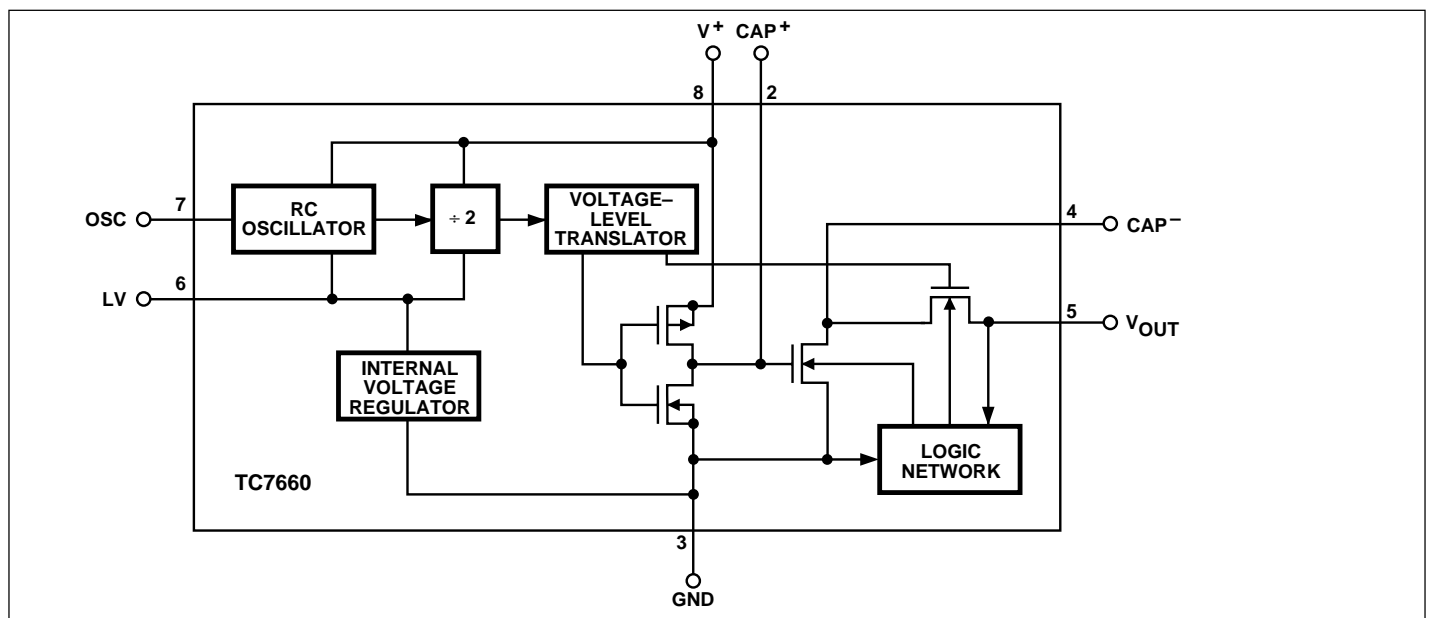 V+ CAP+
8 2
RC
OSCILLATOR
÷ 2
VOLTAGE–
LEVEL
TRANSLATOR
OSC 7
4 CAP–
LV 6
5 VOUT
INTERNAL
VOLTAGE
REGULATOR
LOGIC
NETWORK
TC7660
3
GND